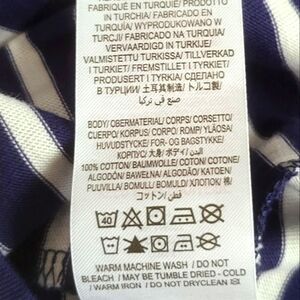 FABRIQUÉ EN TURQUIE/ PRODOTTO
IN TURCHIA/ FABRICADO EN
TURQUÍA/ WYPRODUKOWANO W
TURCJI/ FABRICADO NA TURQUIA/
VERVAARDIGD IN TURKIJE/
VALMISTETTU TURKISSA/ TILLVERKAD
I TURKIET/ FREMSTILLET I TYRKIET/
PRODUSERT I TYRKIA/ СДЕЛАНО
В ТУРЦИИ/ 土耳其制造/ トルコ製/
صنع في تركيا
BODY/ OBERMATERIAL/ CORPS/ CORSETTO/
CUERPO/ KORPUS/ CORPO/ ROMP/ YLÄOSA/
HUVUDSTYCKE/ FOR- OG BAGSTYKKE/
КОРПУС/ 大身/ ボディ/ البدن
100% COTTON/ BAUMWOLLE/ COTON/ COTONE/
ALGODÓN/ BAWEŁNA/ ALGODÃO/ KATOEN/
PUUVILLA/ BOMULL/ BOMULD/ ХЛОПОК/ 棉/
コットン/ قطن
40
WARM MACHINE WASH / DO NOT
BLEACH / MAY BE TUMBLE DRIED - COLD
/ WARM IRON / DO NOT DRYCLEAN